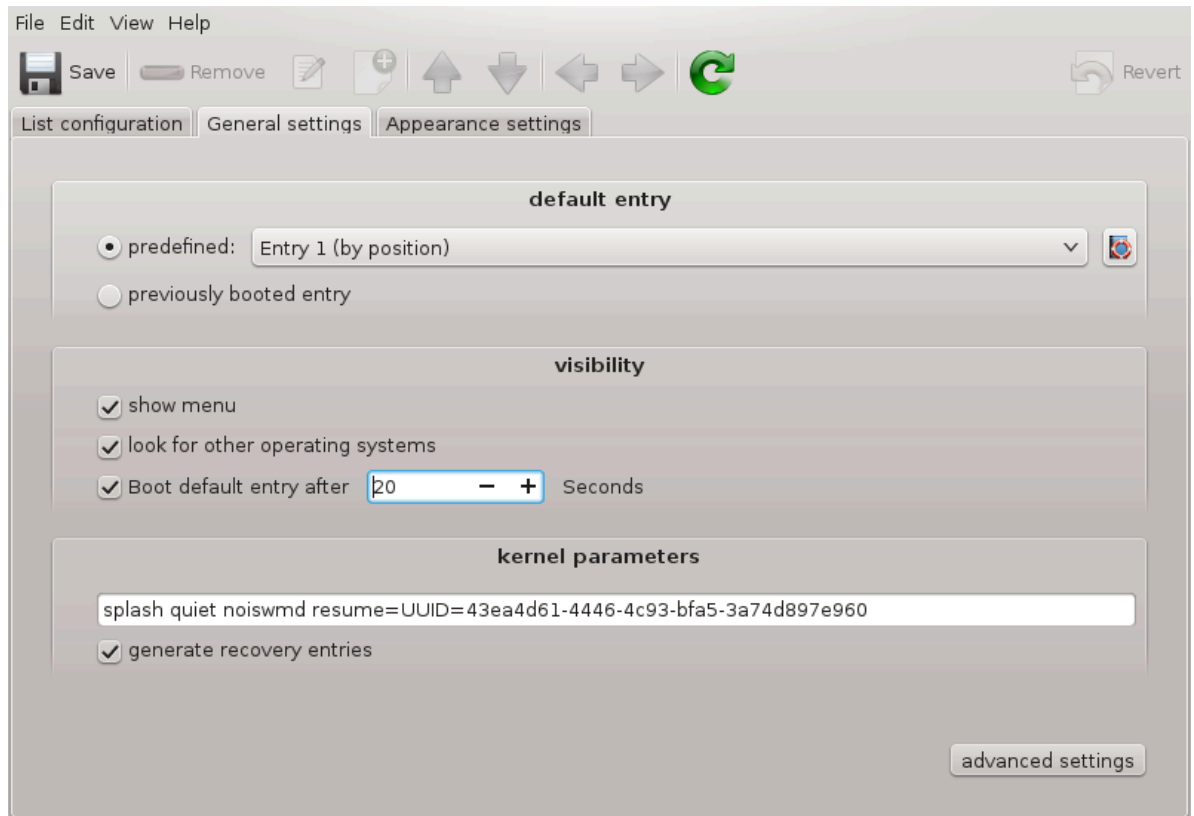 File Edit View Help
Save Remove Revert
List configuration General settings Appearance settings
default entry
predefined: Entry 1 (by position)
previously booted entry
visibility
show menu
look for other operating systems
Boot default entry after 20 Seconds
kernel parameters
splash quiet noiswmd resume=UUID=43ea4d61-4446-4c93-bfa5-3a74d897e960
generate recovery entries
advanced settings